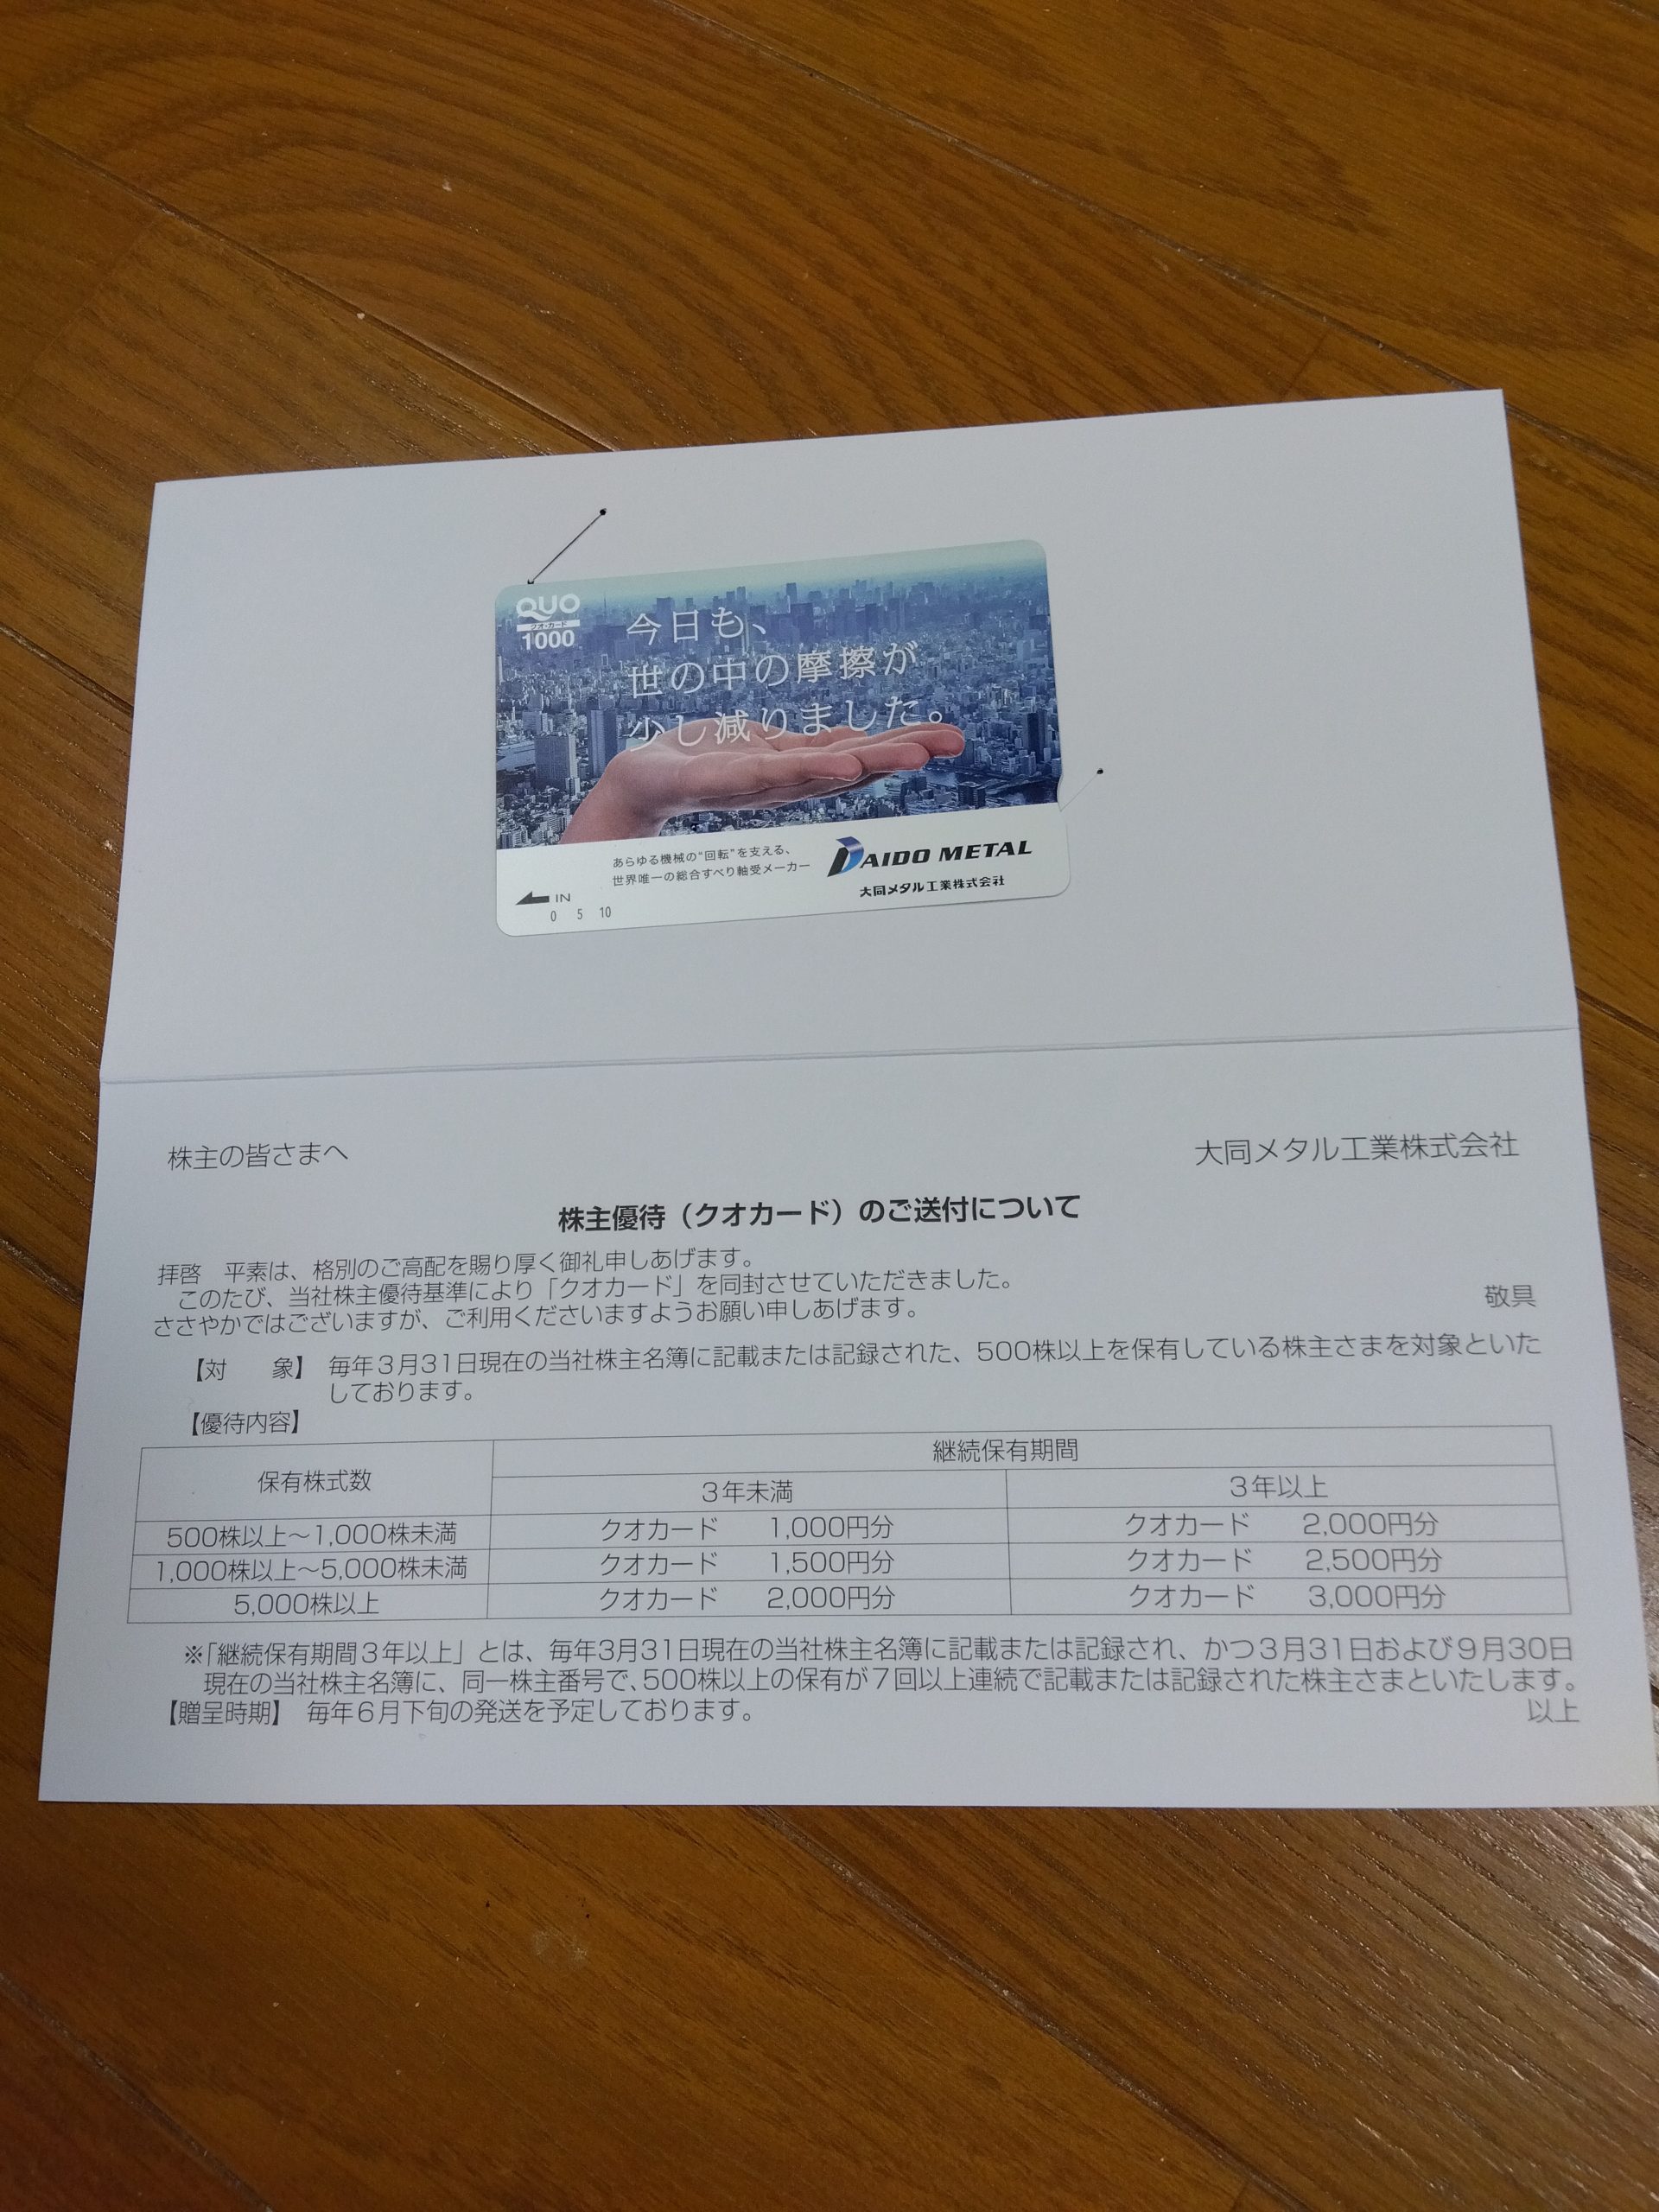 QUO
クオ・カード
1000
今日も、
世の中の摩擦が
少し減りました。
あらゆる機械の“回転”を支える、
世界唯一の総合すべり軸受メーカー
DAIDO METAL
大同メタル工業株式会社
IN
0 5 10
株主の皆さまへ 大同メタル工業株式会社
株主優待（クオカード）のご送付について
拝啓　平素は、格別のご高配を賜り厚く御礼申しあげます。
このたび、当社株主優待基準により「クオカード」を同封させていただきました。
ささやかではございますが、ご利用くださいますようお願い申しあげます。
敬具
【対　　象】 毎年３月31日現在の当社株主名簿に記載または記録された、500株以上を保有している株主さまを対象といた
しております。
【優待内容】
保有株式数 継続保有期間
３年未満 ３年以上
500株以上～1,000株未満 クオカード 1,000円分 クオカード 2,000円分
1,000株以上～5,000株未満 クオカード 1,500円分 クオカード 2,500円分
5,000株以上 クオカード 2,000円分 クオカード 3,000円分
※「継続保有期間３年以上」とは、毎年3月31日現在の当社株主名簿に記載または記録され、かつ３月31日および９月30日
現在の当社株主名簿に、同一株主番号で、500株以上の保有が７回以上連続で記載または記録された株主さまといたします。
【贈呈時期】 毎年６月下旬の発送を予定しております。 以上